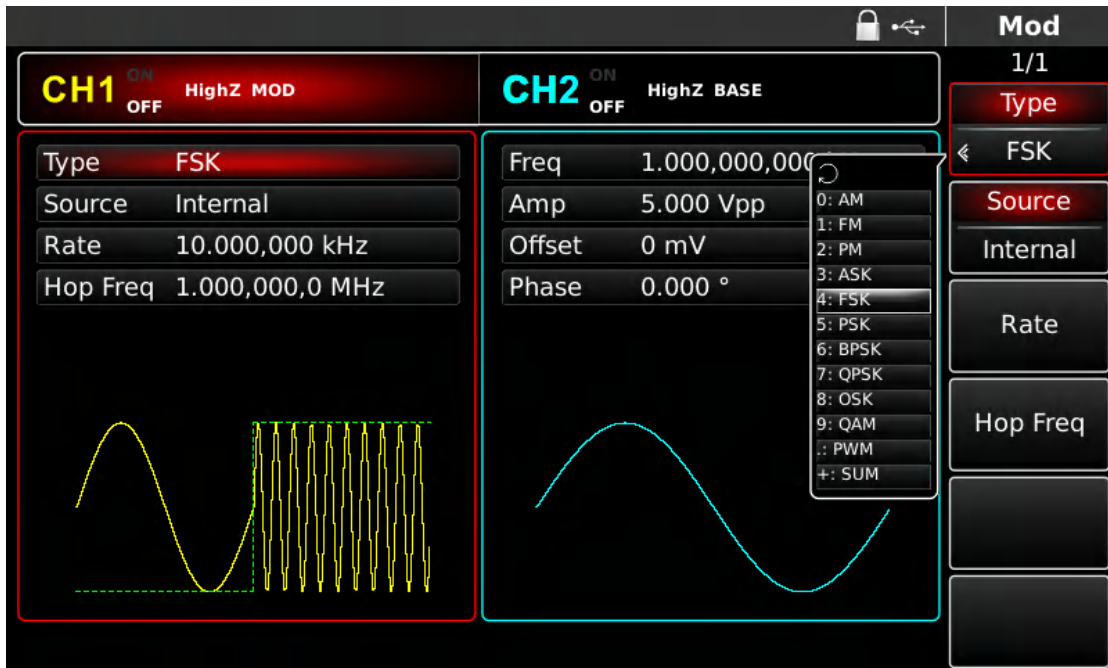 Mod
1/1
CH1 ON OFF HighZ MOD
CH2 ON OFF HighZ BASE
Type FSK
Source Internal
Rate 10.000,000 kHz
Hop Freq 1.000,000,0 MHz
Freq 1.000,000,000
Amp 5.000 Vpp
Offset 0 mV
Phase 0.000 °
0: AM
1: FM
2: PM
3: ASK
4: FSK
5: PSK
6: BPSK
7: QPSK
8: OSK
9: QAM
.: PWM
+: SUM
Type
FSK
Source
Internal
Rate
Hop Freq